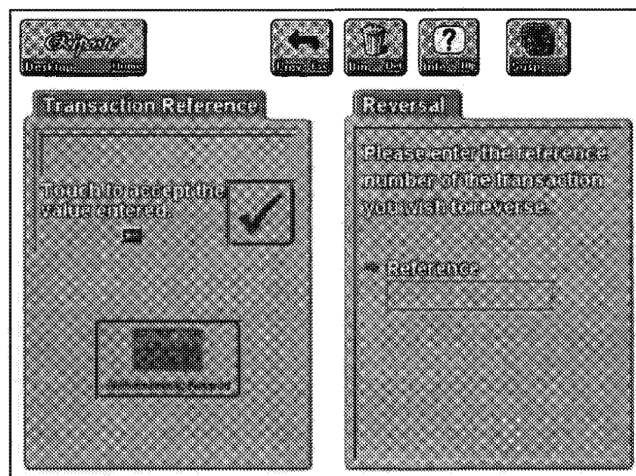 Riposte
Desktop Home
Transaction Reference
Touch to accept the
value entered.
Reversal
Please enter the reference
number of the transaction
you wish to reverse.
Reference